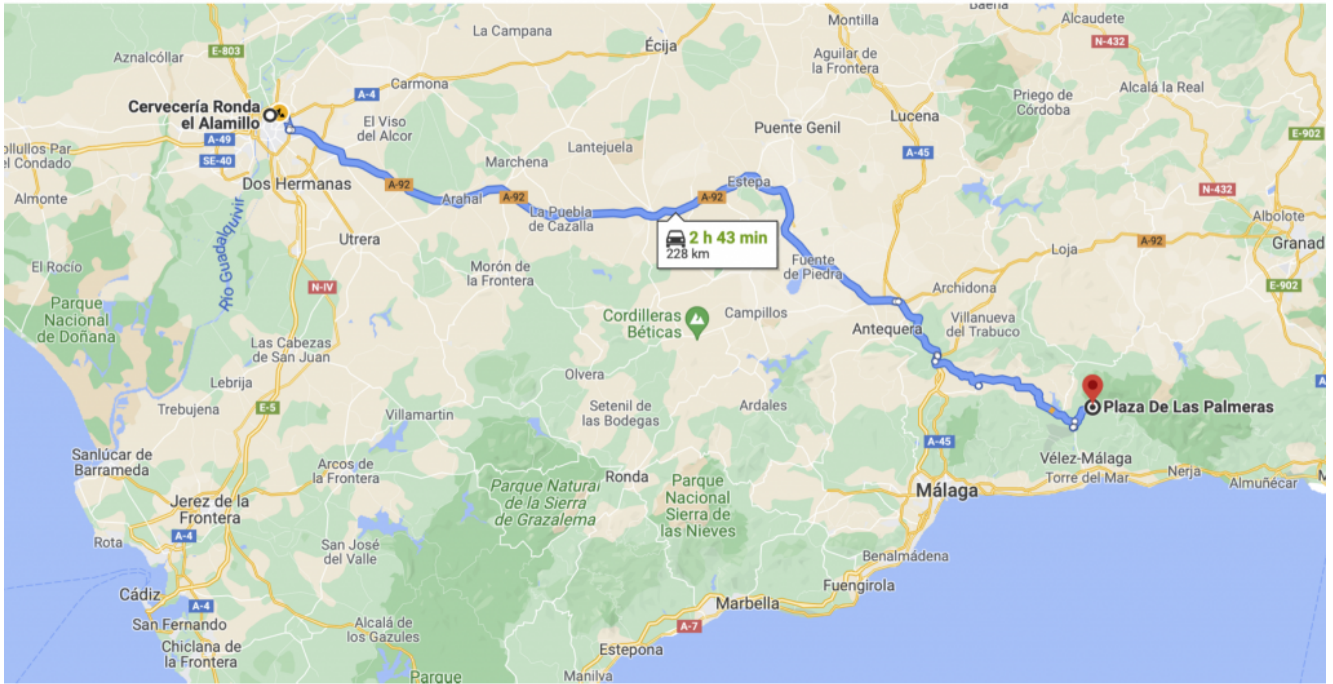 Baena
Montilla
Alcaudete
La Campana
Écija
N-432
E-803
Aznalcóllar
Aguilar de
la Frontera
Carmona
Alcalá la Real
A-4
Priego de
Córdoba
Cervecería Ronda
el Alamillo
El Viso
del Alcor
Lucena
Puente Genil
E-902
A-49
ollullos Par
el Condado
SE-40
Lantejuela
Marchena
A-45
Dos Hermanas
A-92
Estepa
N-432
Almonte
Arahal
A-92
A-92
La Puebla
de Cazalla
Albolote
Río Guadalquivir
Utrera
2 h 43 min
228 km
A-92
Granad
Loja
El Rocío
Morón de
la Frontera
Fuente
de Piedra
N-IV
Archidona
E-902
Parque
Nacional
de Doñana
Cordilleras
Béticas
Campillos
Villanueva
del Trabuco
Antequera
Las Cabezas
de San Juan
Lebrija
Olvera
A
Trebujena
E-5
Villamartin
Setenil de
las Bodegas
Ardales
Plaza De Las Palmeras
A-45
Sanlúcar de
Barrameda
Arcos de
la Frontera
Vélez-Málaga
Parque Natural
de la Sierra
de Grazalema
Ronda
Parque
Nacional
Sierra de
las Nieves
Torre del Mar
Nerja
Almuñécar
M
Málaga
Jerez de la
Frontera
Rota
A-4
San José
del Valle
Benalmádena
Fuengirola
Cádiz
A-4
Marbella
San Fernando
Alcalá de
los Gazules
A-7
Chiclana de
la Frontera
Estepona
Manilva
Parque